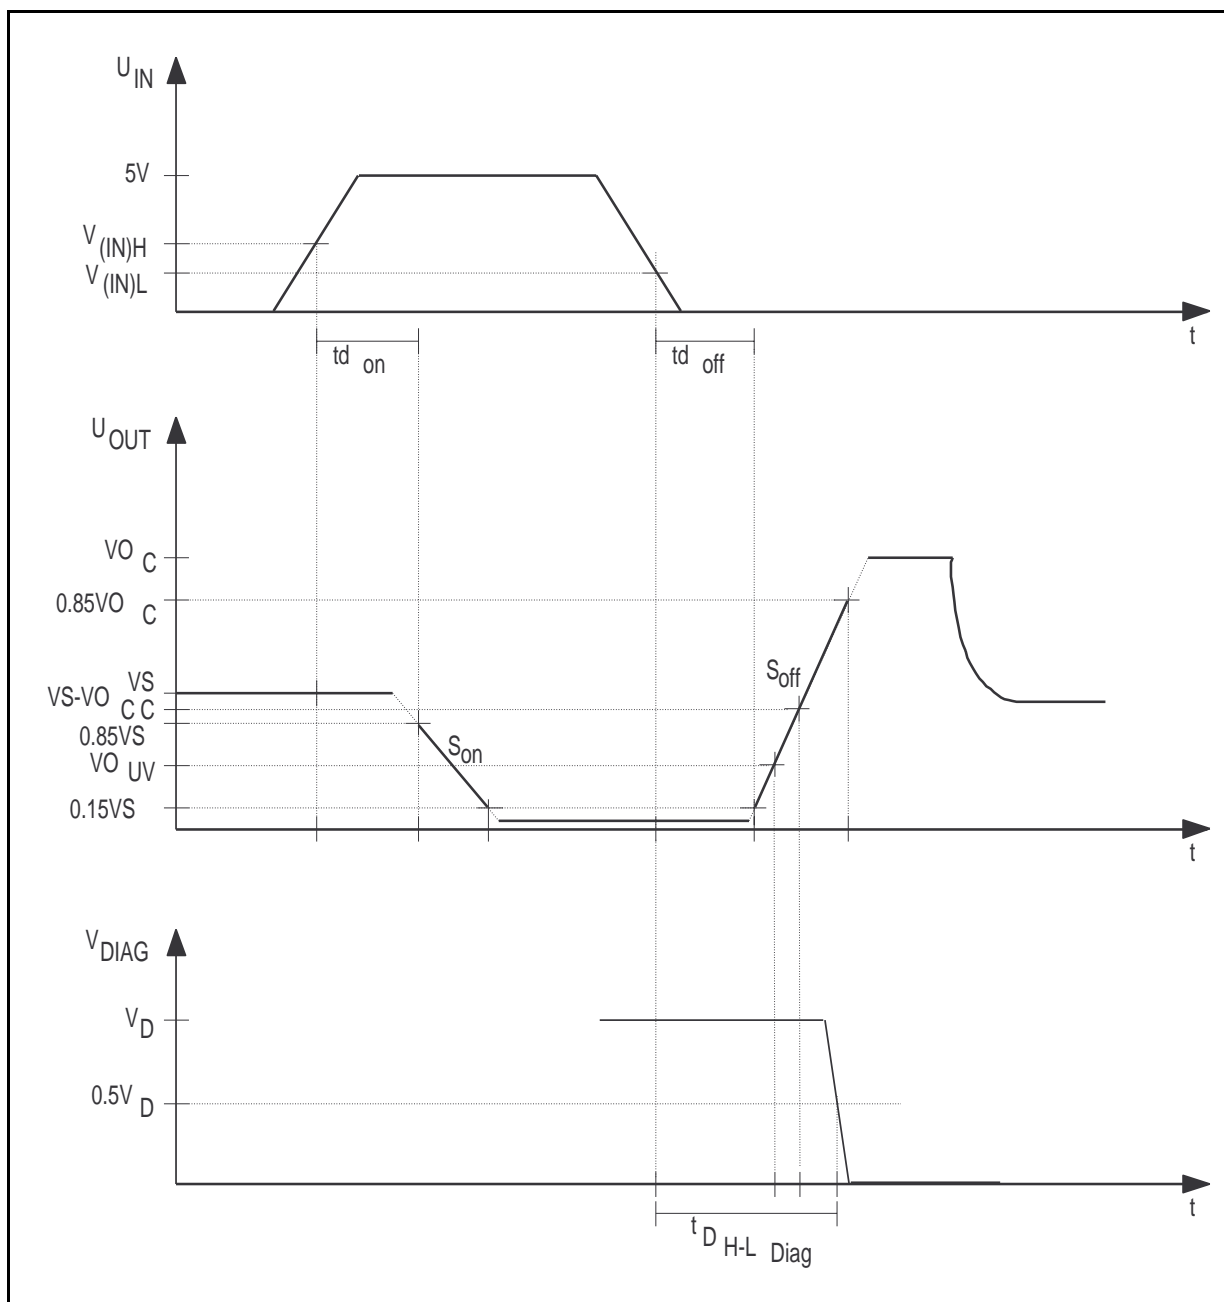 U IN
5V
V (IN)H
V (IN)L
t
td on
td off
U OUT
VO C
0.85VO C
VS
VS-VO C C
0.85VS
VO UV
0.15VS
S on
S off
t
V DIAG
V D
0.5V D
t
t D H-L Diag